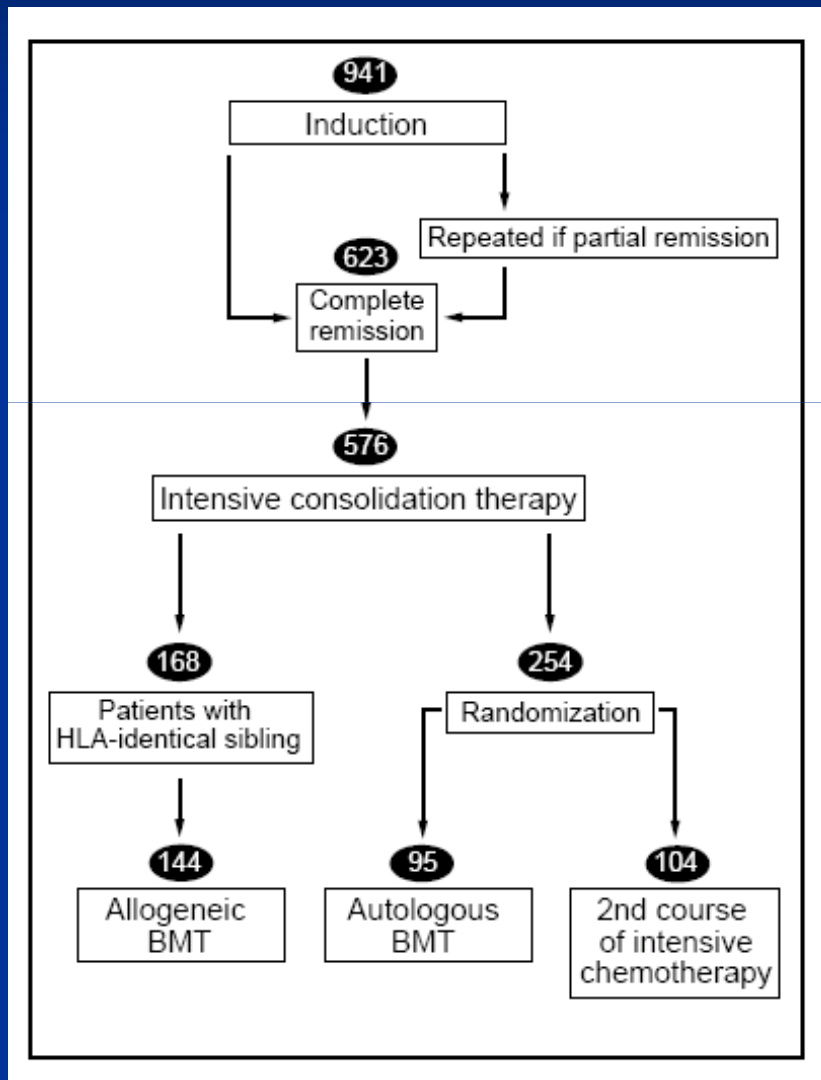 941
Induction
Repeated if partial remission
623
Complete
remission
576
Intensive consolidation therapy
168
254
Patients with
HLA-identical sibling
Randomization
144
95
104
Allogeneic
BMT
Autologous
BMT
2nd course
of intensive
chemotherapy